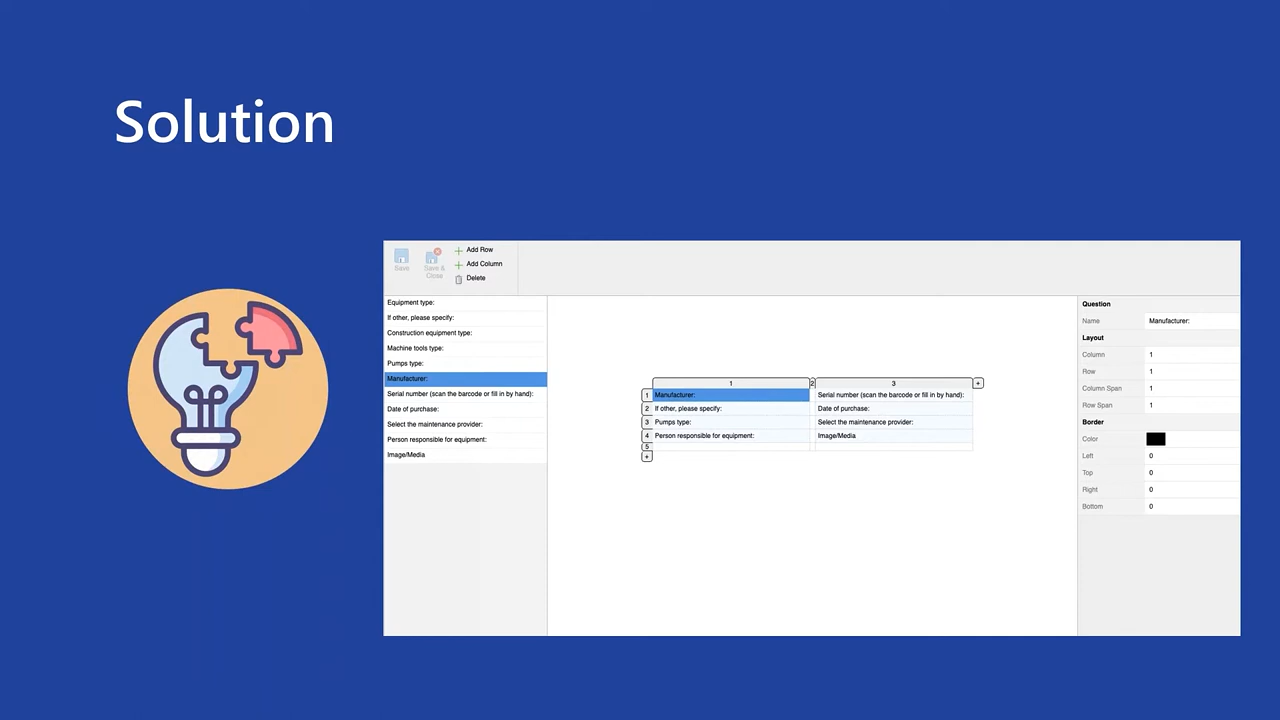 Solution
Save
Save &
Close
Add Row
Add Column
Delete
Equipment type:
If other, please specify:
Construction equipment type:
Machine tools type:
Pumps type:
Manufacturer:
Serial number (scan the barcode or fill in by hand):
Date of purchase:
Select the maintenance provider:
Person responsible for equipment:
Image/Media
1 2 3 +
1 Manufacturer: Serial number (scan the barcode or fill in by hand):
2 If other, please specify: Date of purchase:
3 Pumps type: Select the maintenance provider:
4 Person responsible for equipment: Image/Media
5
+
Question
Name Manufacturer:
Layout
Column 1
Row 1
Column Span 1
Row Span 1
Border
Color
Left 0
Top 0
Right 0
Bottom 0